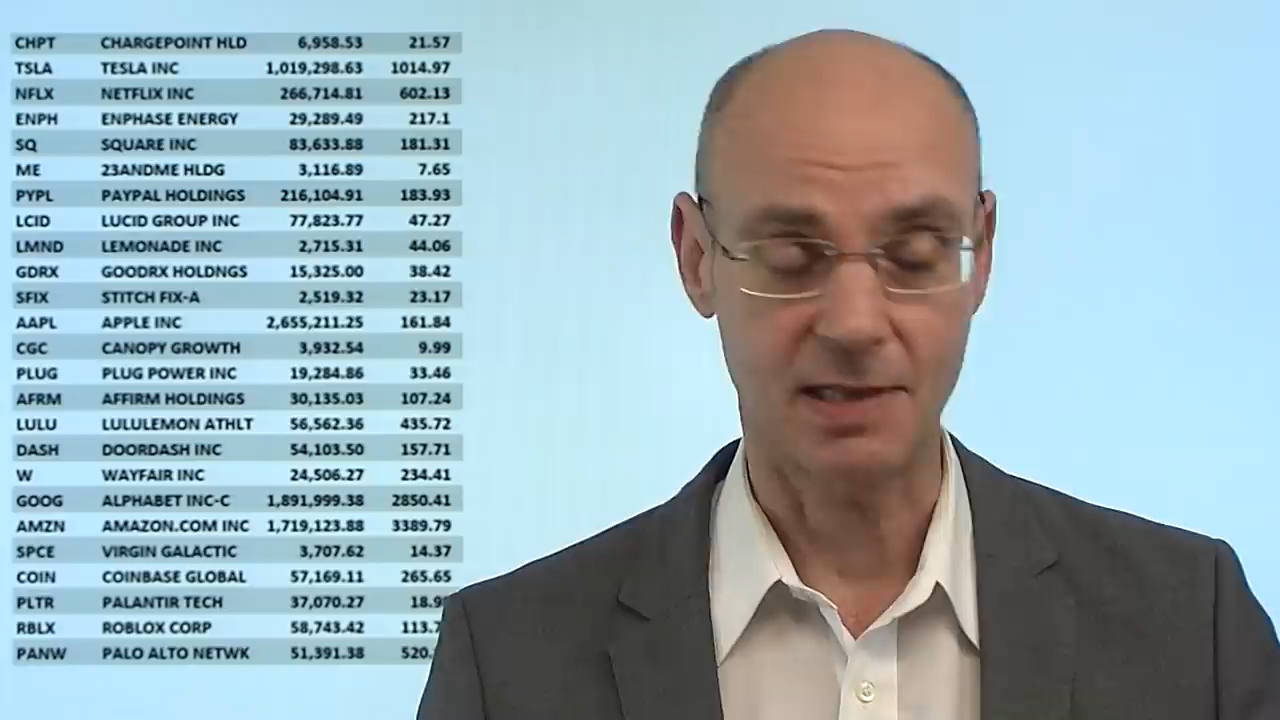 CHPT CHARGEPOINT HLD 6,958.53 21.57
TSLA TESLA INC 1,019,298.63 1014.97
NFLX NETFLIX INC 266,714.81 602.13
ENPH ENPHASE ENERGY 29,289.49 217.1
SQ SQUARE INC 83,633.88 181.31
ME 23ANDME HLDG 3,116.89 7.65
PYPL PAYPAL HOLDINGS 216,104.91 183.93
LCID LUCID GROUP INC 77,823.77 47.27
LMND LEMONADE INC 2,715.31 44.06
GDRX GOODRX HOLDNGS 15,325.00 38.42
SFIX STITCH FIX-A 2,519.32 23.17
AAPL APPLE INC 2,655,211.25 161.84
CGC CANOPY GROWTH 3,932.54 9.99
PLUG PLUG POWER INC 19,284.86 33.46
AFRM AFFIRM HOLDINGS 30,135.03 107.24
LULU LULULEMON ATHLT 56,562.36 435.72
DASH DOORDASH INC 54,103.50 157.71
W WAYFAIR INC 24,506.27 234.41
GOOG ALPHABET INC-C 1,891,999.38 2850.41
AMZN AMAZON.COM INC 1,719,123.88 3389.79
SPCE VIRGIN GALACTIC 3,707.62 14.37
COIN COINBASE GLOBAL 57,169.11 265.65
PLTR PALANTIR TECH 37,070.27
RBLX ROBLOX CORP 58,743.42
PANW PALO ALTO NETWK 51,391.38